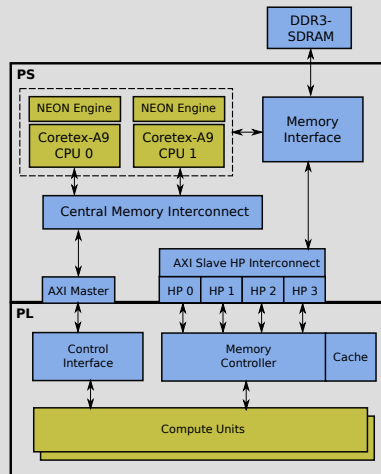 DDR3-
SDRAM
PS
NEON Engine
NEON Engine
Coretex-A9
CPU 0
Coretex-A9
CPU 1
Memory
Interface
Central Memory Interconnect
AXI Slave HP Interconnect
AXI Master
HP 0
HP 1
HP 2
HP 3
PL
Control
Interface
Memory
Controller
Cache
Compute Units